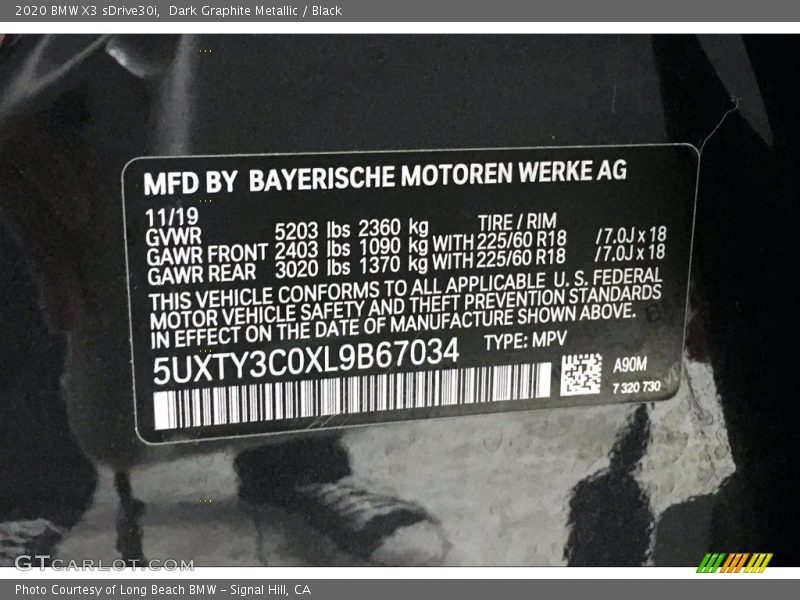 2020 BMW X3 sDrive30i, Dark Graphite Metallic / Black
MFD BY BAYERISCHE MOTOREN WERKE AG
11/19
GVWR 5203 lbs 2360 kg TIRE / RIM
GAWR FRONT 2403 lbs 1090 kg WITH 225/60 R18 /7.0J x 18
GAWR REAR 3020 lbs 1370 kg WITH 225/60 R18 /7.0J x 18
THIS VEHICLE CONFORMS TO ALL APPLICABLE U. S. FEDERAL
MOTOR VEHICLE SAFETY AND THEFT PREVENTION STANDARDS
IN EFFECT ON THE DATE OF MANUFACTURE SHOWN ABOVE.
5UXTY3C0XL9B67034 TYPE: MPV
A90M
7 320 730
GTCARLOT.COM
Photo Courtesy of Long Beach BMW - Signal Hill, CA